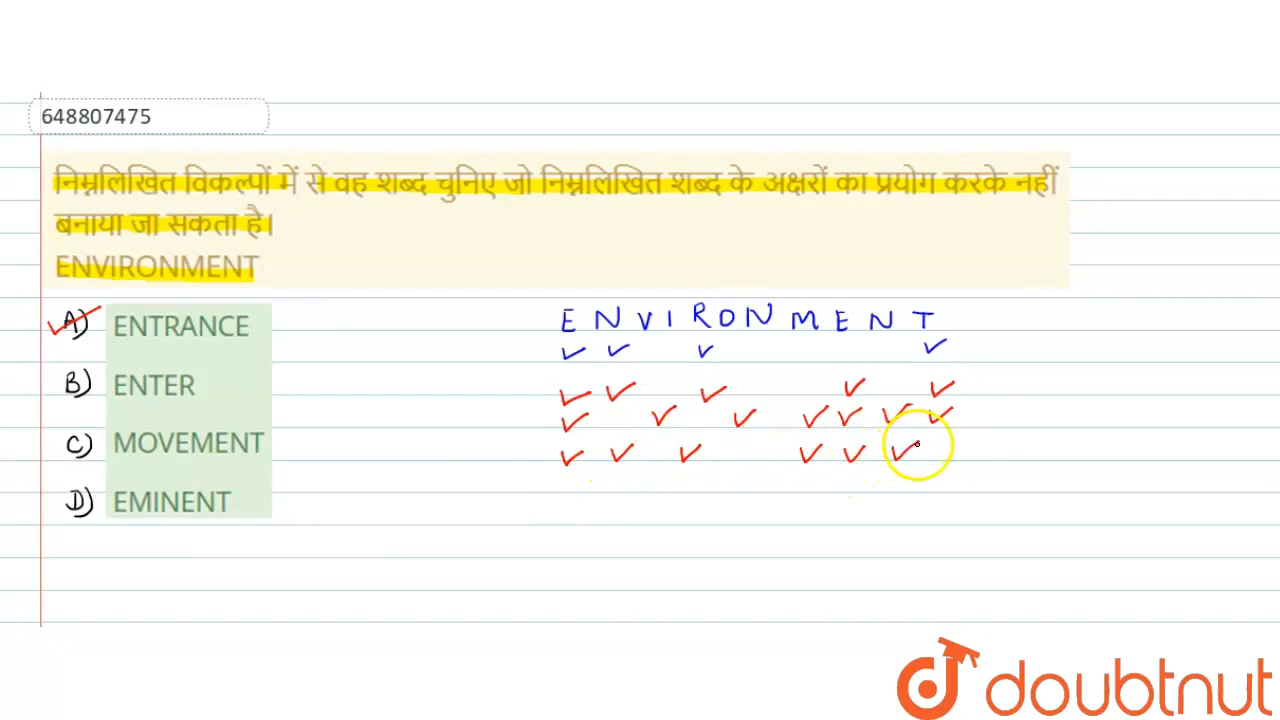 648807475
निम्नलिखित विकल्पों में से वह शब्द चुनिए जो निम्नलिखित शब्द के अक्षरों का प्रयोग करके नहीं
बनाया जा सकता है।
ENVIRONMENT
A) ENTRANCE
B) ENTER
C) MOVEMENT
D) EMINENT
E N V I R O N M E N T
doubtnut